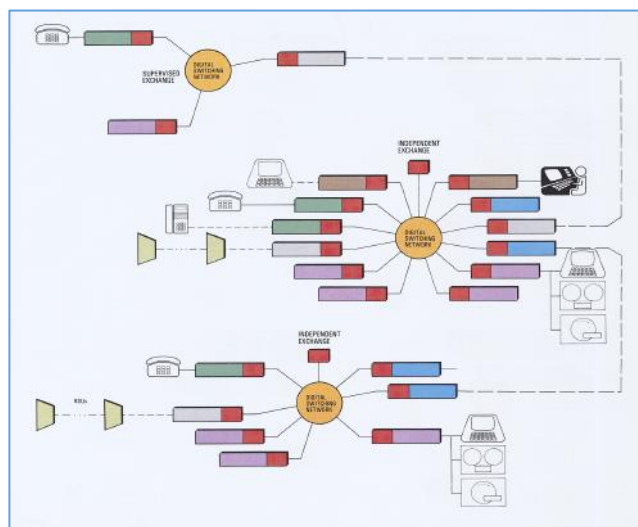 DIGITAL
SWITCHING
NETWORK
SUPERVISED
EXCHANGE
INDEPENDENT
EXCHANGE
DIGITAL
SWITCHING
NETWORK
INDEPENDENT
EXCHANGE
DIGITAL
SWITCHING
NETWORK